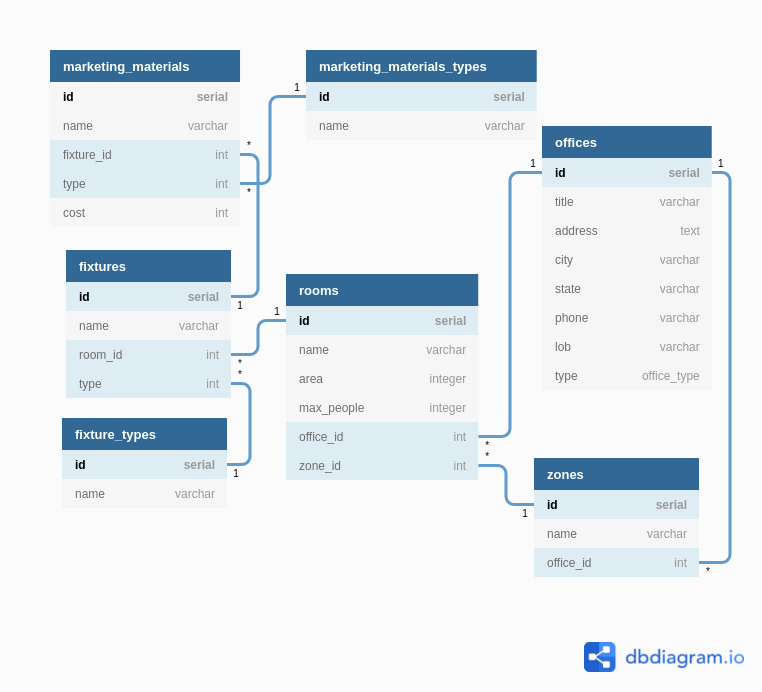 marketing_materials
id serial
name varchar
fixture_id int *
type int *
cost int
marketing_materials_types
1 id serial
name varchar
offices
1 id serial 1
title varchar
address text
city varchar
state varchar
phone varchar
lob varchar
type office_type
fixtures
id serial 1
name varchar
room_id int *
type int *
rooms
1 id serial
name varchar
area integer
max_people integer
office_id int *
zone_id int *
fixture_types
id serial 1
name varchar
zones
1 id serial
name varchar
office_id int *
dbdiagram.io